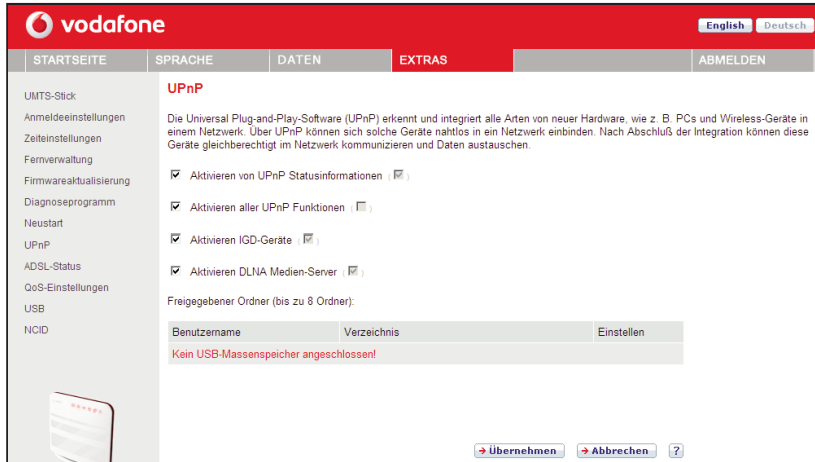 vodafone
English Deutsch
STARTSEITE SPRACHE DATEN EXTRAS ABMELDEN
UMTS-Stick
Anmeldeeinstellungen
Zeiteinstellungen
Fernverwaltung
Firmwareaktualisierung
Diagnoseprogramm
Neustart
UPnP
ADSL-Status
QoS-Einstellungen
USB
NCID
UPnP
Die Universal Plug-and-Play-Software (UPnP) erkennt und integriert alle Arten von neuer Hardware, wie z. B. PCs und Wireless-Geräte in
einem Netzwerk. Über UPnP können sich solche Geräte nahtlos in ein Netzwerk einbinden. Nach Abschluß der Integration können diese
Geräte gleichberechtigt im Netzwerk kommunizieren und Daten austauschen.
Aktivieren von UPnP Statusinformationen ( )
Aktivieren aller UPnP Funktionen ( )
Aktivieren IGD-Geräte ( )
Aktivieren DLNA Medien-Server ( )
Freigegebener Ordner (bis zu 8 Ordner):
Benutzername Verzeichnis Einstellen
Kein USB-Massenspeicher angeschlossen!
Übernehmen Abbrechen ?